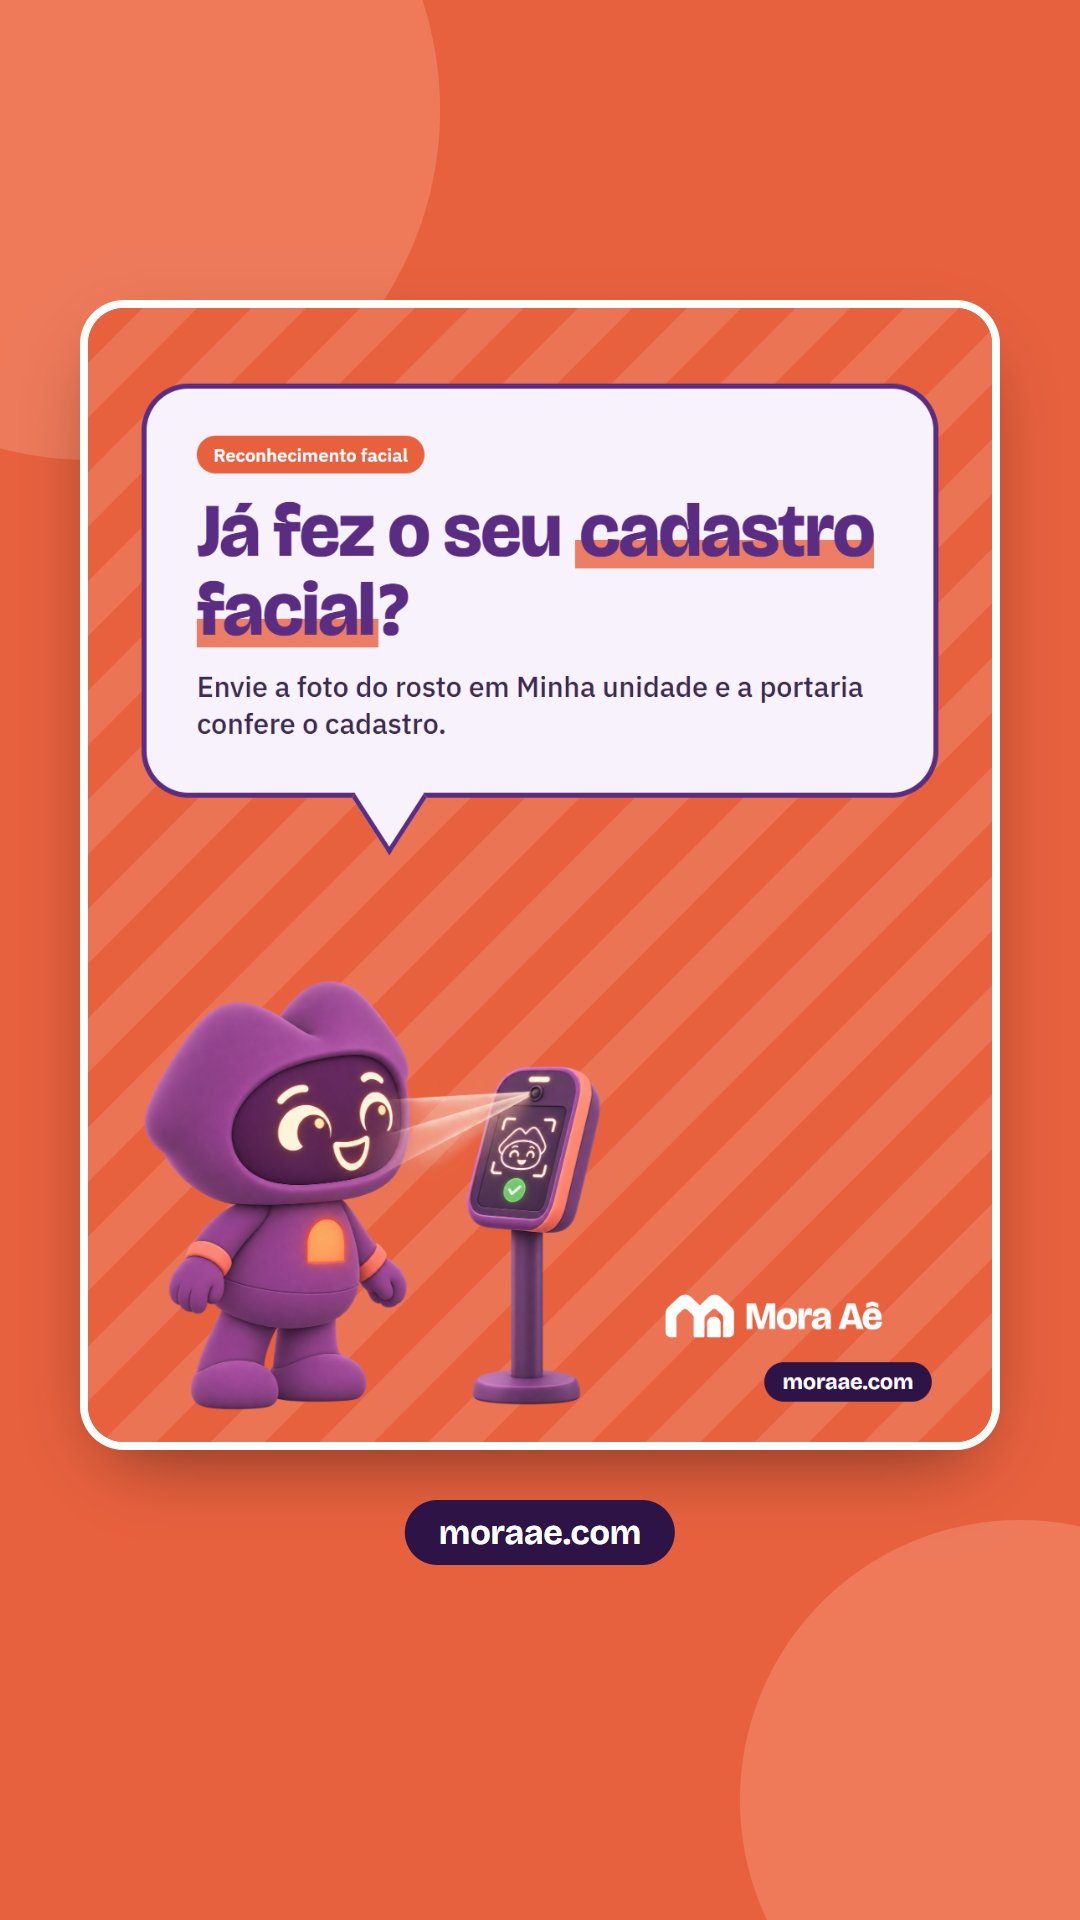 Reconhecimento facial
Já fez o seu cadastro
facial?
Envie a foto do rosto em Minha unidade e a portaria
confere o cadastro.
Mora Aê
moraae.com
moraae.com